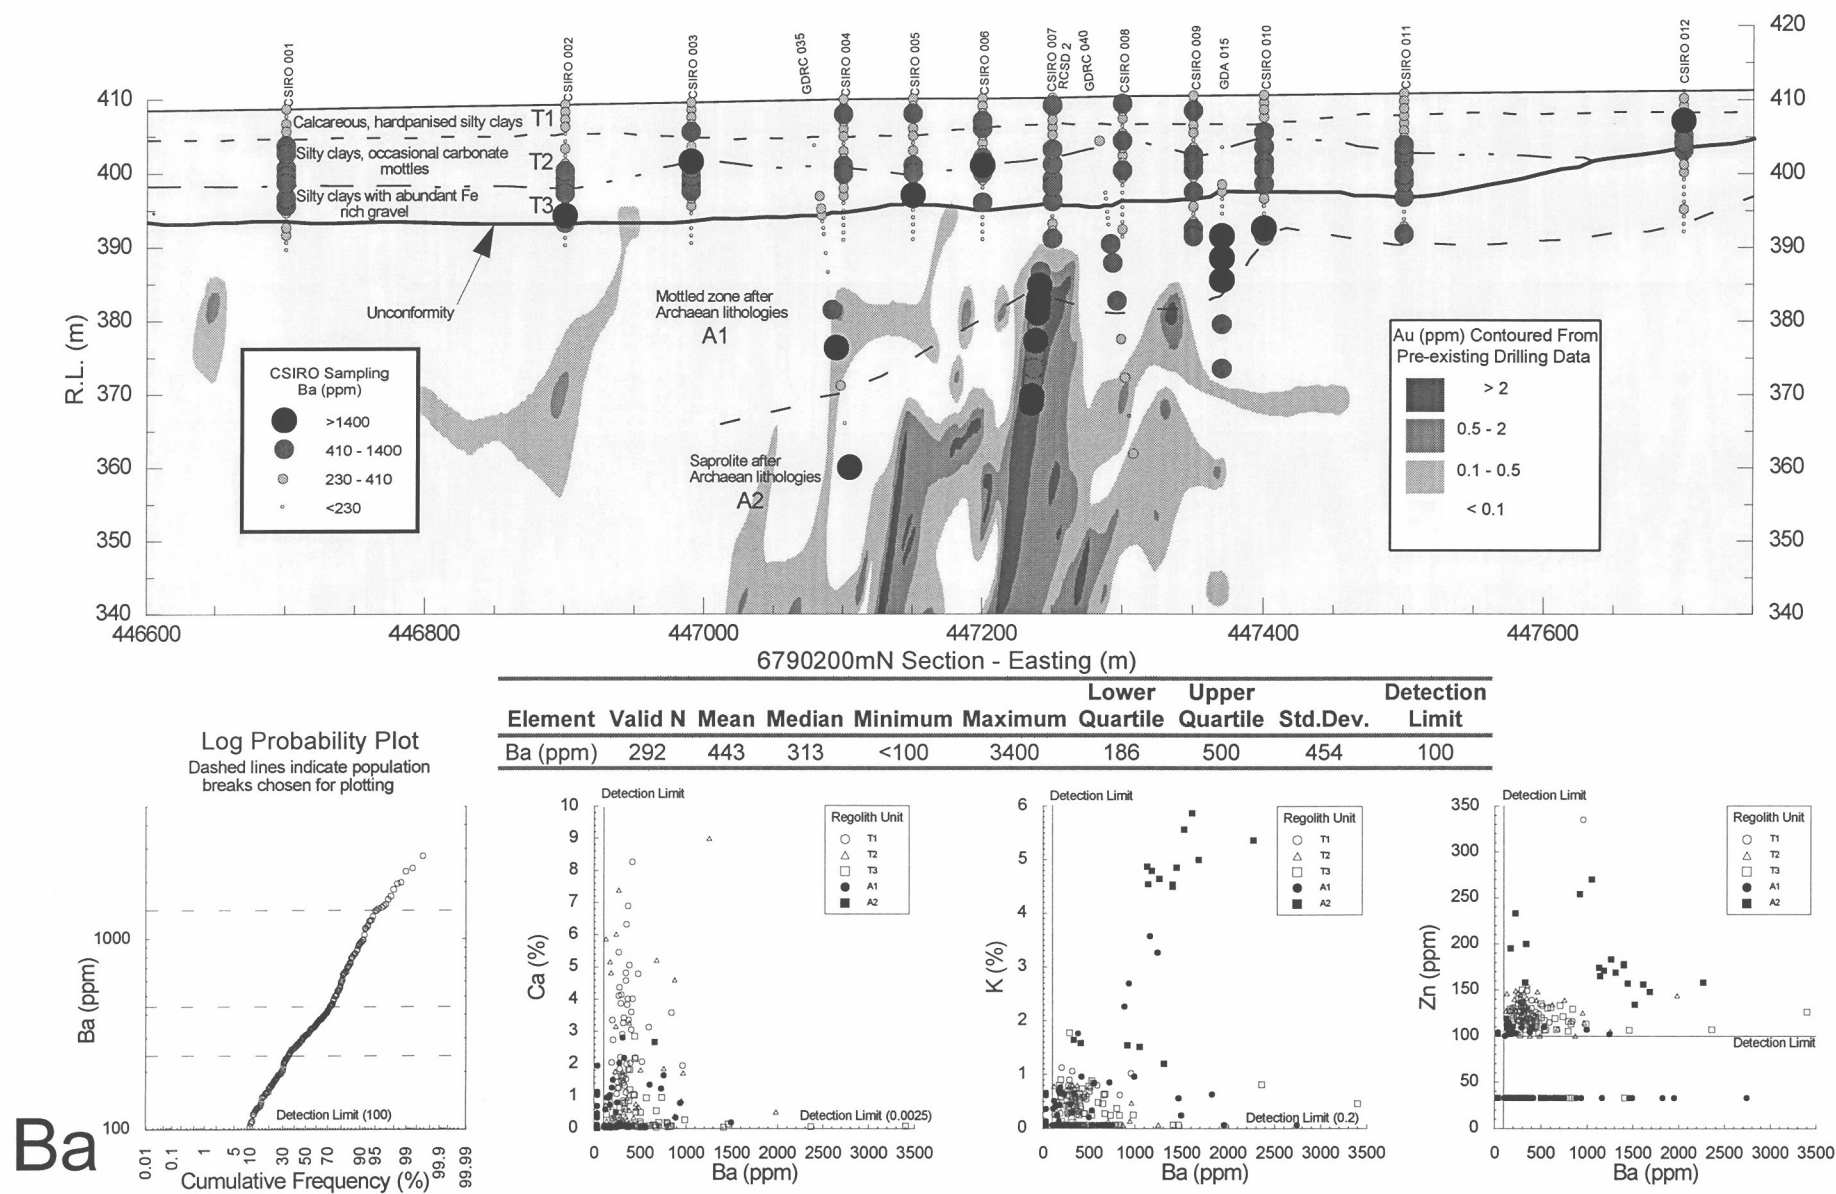 CSIRO 001
CSIRO 002
CSIRO 003
GDRC 035
CSIRO 004
CSIRO 005
CSIRO 006
CSIRO 007
RCSD 2
GDRC 040
CSIRO 008
CSIRO 009
GDA 015
CSIRO 010
CSIRO 011
CSIRO 012
420
410
400
390
380
370
360
350
340
R.L. (m)
410
400
390
380
370
360
350
340
Calcareous, hardpanised silty clays T1
Silty clays, occasional carbonate
mottles
T2
Silty clays with abundant Fe
rich gravel
T3
Unconformity
Mottled zone after
Archaean lithologies
A1
Saprolite after
Archaean lithologies
A2
CSIRO Sampling
Ba (ppm)
>1400
410 - 1400
230 - 410
<230
Au (ppm) Contoured From
Pre-existing Drilling Data
> 2
0.5 - 2
0.1 - 0.5
< 0.1
446600 446800 447000 447200 447400 447600
6790200mN Section - Easting (m)
Element Valid N Mean Median Minimum Maximum Lower Quartile Upper Quartile Std.Dev. Detection Limit
Ba (ppm) 292 443 313 <100 3400 186 500 454 100
Log Probability Plot
Dashed lines indicate population
breaks chosen for plotting
Ba (ppm)
1000
100
Detection Limit (100)
0.01 0.1 1 5 10 30 50 70 90 95 99 99.9 99.99
Cumulative Frequency (%)
Ba
Detection Limit
Ca (%)
10
9
8
7
6
5
4
3
2
1
0
Regolith Unit
T1
T2
T3
A1
A2
Detection Limit (0.0025)
0 500 1000 1500 2000 2500 3000 3500
Ba (ppm)
Detection Limit
K (%)
6
5
4
3
2
1
0
Regolith Unit
T1
T2
T3
A1
A2
Detection Limit (0.2)
0 500 1000 1500 2000 2500 3000 3500
Ba (ppm)
Detection Limit
Zn (ppm)
350
300
250
200
150
100
50
0
Regolith Unit
T1
T2
T3
A1
A2
Detection Limit
0 500 1000 1500 2000 2500 3000 3500
Ba (ppm)